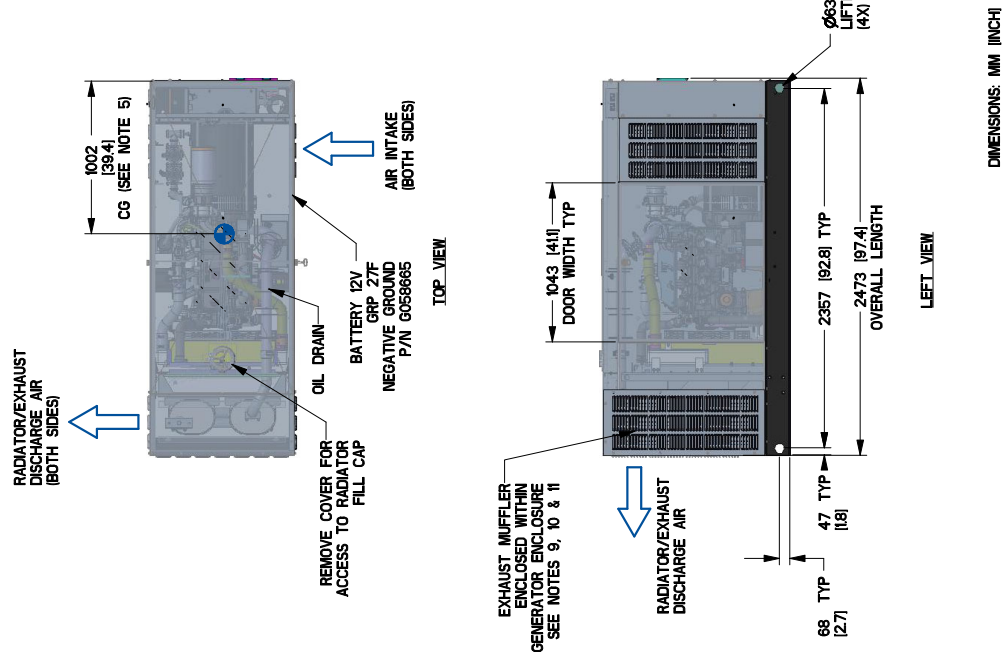 1002
[39.4]
CG (SEE NOTE 5)
AIR INTAKE
(BOTH SIDES)
BATTERY 12V
GRP 27F
NEGATIVE GROUND
P/N G058665
OIL DRAIN
REMOVE COVER FOR
ACCESS TO RADIATOR
FILL CAP
RADIATOR/EXHAUST
DISCHARGE AIR
(BOTH SIDES)
TOP VIEW
Ø63
LIFT
(4X)
1043 [41.1]
DOOR WIDTH TYP
2357 [92.8] TYP
2473 [97.4]
OVERALL LENGTH
47 TYP
[1.8]
68 TYP
[2.7]
EXHAUST MUFFLER
ENCLOSED WITHIN
GENERATOR ENCLOSURE
SEE NOTES 9, 10 & 11
RADIATOR/EXHAUST
DISCHARGE AIR
LEFT VIEW
DIMENSIONS: MM [INCH]